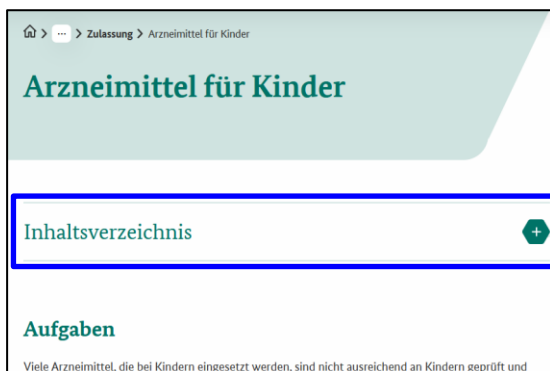 ... > Zulassung > Arzneimittel für Kinder
Arzneimittel für Kinder
Inhaltsverzeichnis
Aufgaben
Viele Arzneimittel, die bei Kindern eingesetzt werden, sind nicht ausreichend an Kindern geprüft und